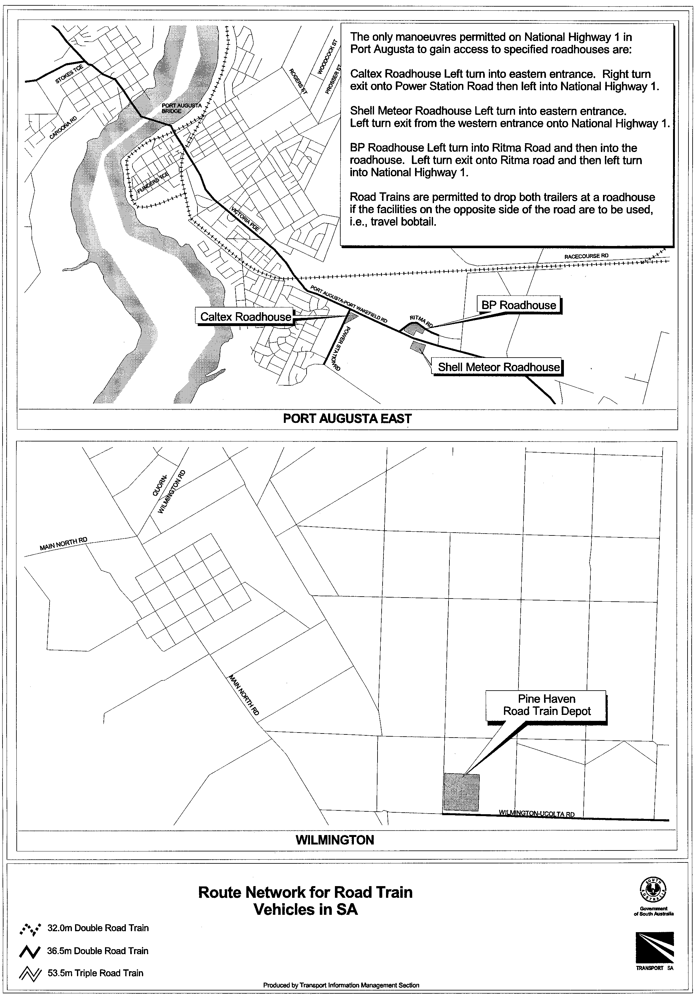 The only manoeuvres permitted on National Highway 1 in
Port Augusta to gain access to specified roadhouses are:
Caltex Roadhouse Left turn into eastern entrance. Right turn
exit onto Power Station Road then left into National Highway 1.
Shell Meteor Roadhouse Left turn into eastern entrance.
Left turn exit from the western entrance onto National Highway 1.
BP Roadhouse Left turn into Ritma Road and then into the
roadhouse. Left turn exit onto Ritma road and then left turn
into National Highway 1.
Road Trains are permitted to drop both trailers at a roadhouse
if the facilities on the opposite side of the road are to be used,
i.e., travel bobtail.
STOKES TCE
CAROONA RD
PORT AUGUSTA
BRIDGE
ROGERS ST
WOODCOCK ST
PROSSER ST
FLINDERS TCE
VICTORIA PDE
RACECOURSE RD
PORT AUGUSTA-PORT WAKEFIELD RD
BP Roadhouse
Caltex Roadhouse
RITMA RD
POWER STATION RD
Shell Meteor Roadhouse
PORT AUGUSTA EAST
QUORN-
WILMINGTON RD
MAIN NORTH RD
MAIN NORTH RD
Pine Haven
Road Train Depot
WILMINGTON-UCOLTA RD
WILMINGTON
Route Network for Road Train
Vehicles in SA
32.0m Double Road Train
36.5m Double Road Train
53.5m Triple Road Train
Produced by Transport Information Management Section
SOUTH
AUSTRALIA
Government
of South Australia
TRANSPORT SA